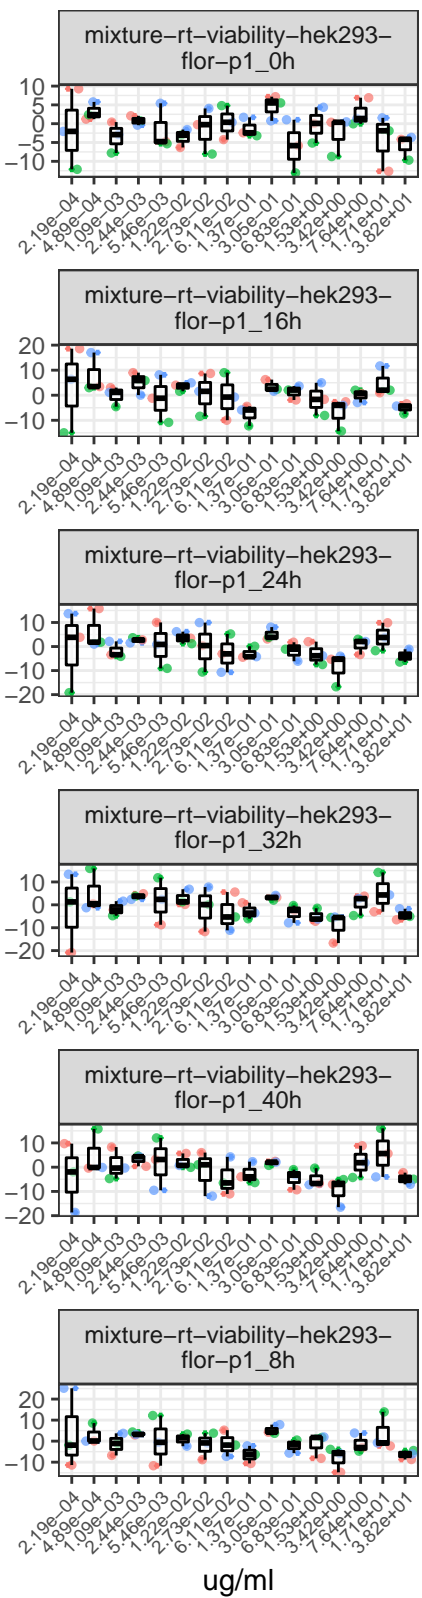 mixture−rt−viability−hek293−
flor−p1_0h
10
5
0
−5
−10
2.19e−04 4.89e−04 1.09e−03 2.44e−03 5.46e−03 1.22e−02 2.73e−02 6.11e−02 1.37e−01 3.05e−01 6.83e−01 1.53e+00 3.42e+00 7.64e+00 1.71e+01 3.82e+01
mixture−rt−viability−hek293−
flor−p1_16h
20
10
0
−10
2.19e−04 4.89e−04 1.09e−03 2.44e−03 5.46e−03 1.22e−02 2.73e−02 6.11e−02 1.37e−01 3.05e−01 6.83e−01 1.53e+00 3.42e+00 7.64e+00 1.71e+01 3.82e+01
mixture−rt−viability−hek293−
flor−p1_24h
10
0
−10
−20
2.19e−04 4.89e−04 1.09e−03 2.44e−03 5.46e−03 1.22e−02 2.73e−02 6.11e−02 1.37e−01 3.05e−01 6.83e−01 1.53e+00 3.42e+00 7.64e+00 1.71e+01 3.82e+01
mixture−rt−viability−hek293−
flor−p1_32h
10
0
−10
−20
2.19e−04 4.89e−04 1.09e−03 2.44e−03 5.46e−03 1.22e−02 2.73e−02 6.11e−02 1.37e−01 3.05e−01 6.83e−01 1.53e+00 3.42e+00 7.64e+00 1.71e+01 3.82e+01
mixture−rt−viability−hek293−
flor−p1_40h
10
0
−10
−20
2.19e−04 4.89e−04 1.09e−03 2.44e−03 5.46e−03 1.22e−02 2.73e−02 6.11e−02 1.37e−01 3.05e−01 6.83e−01 1.53e+00 3.42e+00 7.64e+00 1.71e+01 3.82e+01
mixture−rt−viability−hek293−
flor−p1_8h
20
10
0
−10
2.19e−04 4.89e−04 1.09e−03 2.44e−03 5.46e−03 1.22e−02 2.73e−02 6.11e−02 1.37e−01 3.05e−01 6.83e−01 1.53e+00 3.42e+00 7.64e+00 1.71e+01 3.82e+01
ug/ml